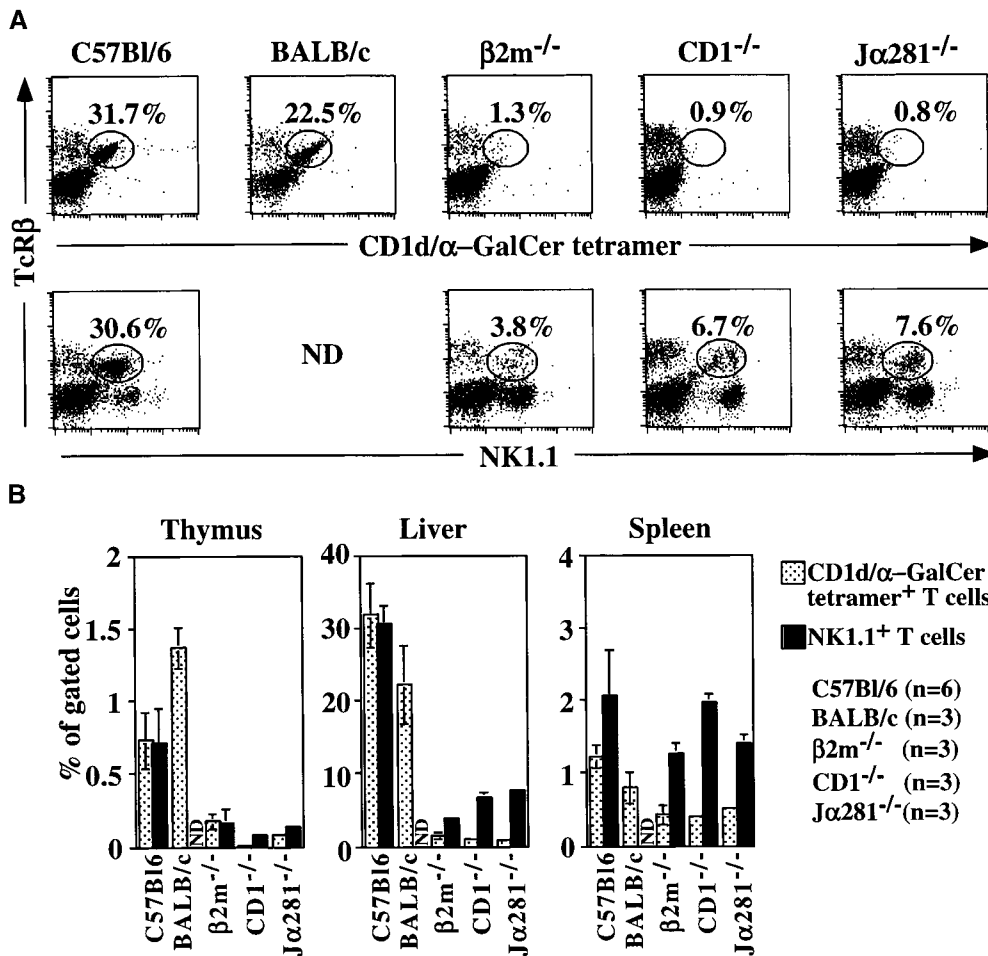 A
C57Bl/6 BALB/c β2m-/- CD1-/- Jα281-/-
31.7% 22.5% 1.3% 0.9% 0.8%
TcRβ
CD1d/α–GalCer tetramer
30.6% ND 3.8% 6.7% 7.6%
NK1.1
B
Thymus Liver Spleen
% of gated cells
2
1.5
1
0.5
0
40
30
20
10
0
4
3
2
1
0
ND
ND
ND
C57Bl6
BALB/c
β2m-/-
CD1-/-
Jα281-/-
C57Bl6
BALB/c
β2m-/-
CD1-/-
Jα281-/-
C57Bl6
BALB/c
β2m-/-
CD1-/-
Jα281-/-
CD1d/α–GalCer
tetramer+ T cells
NK1.1+ T cells
C57Bl/6 (n=6)
BALB/c (n=3)
β2m-/- (n=3)
CD1-/- (n=3)
Jα281-/- (n=3)